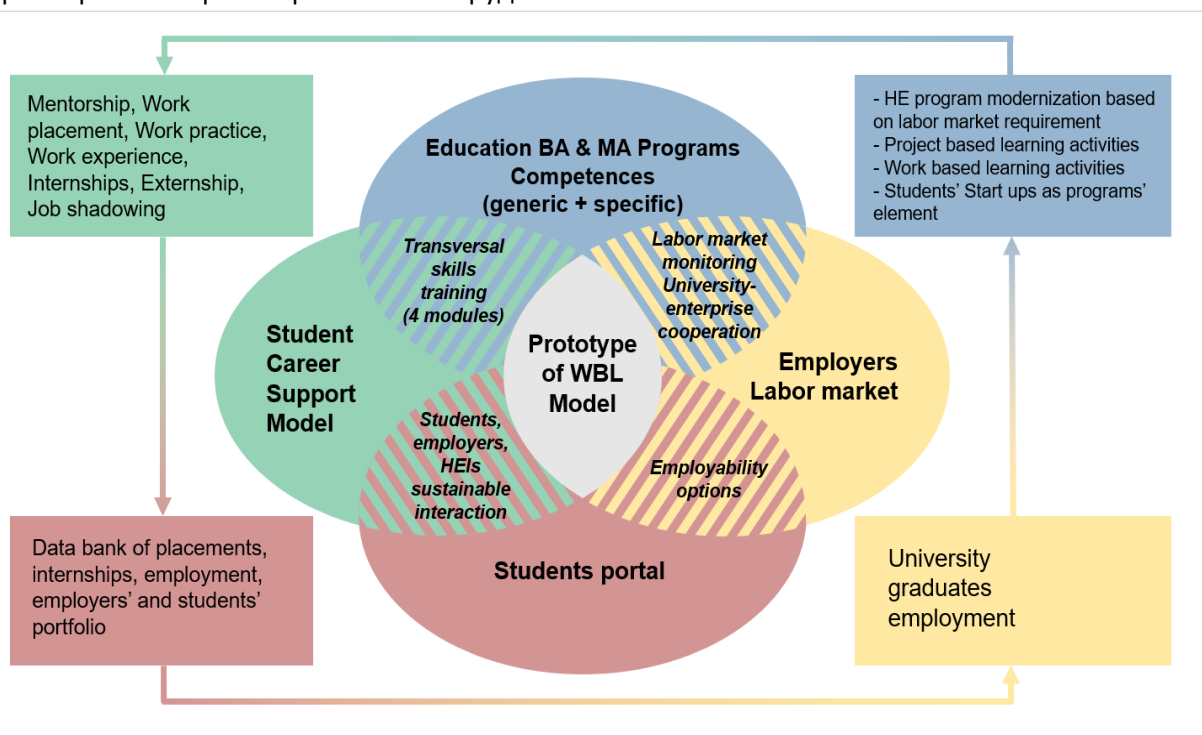 Mentorship, Work
placement, Work practice,
Work experience,
Internships, Externship,
Job shadowing
Education BA & MA Programs
Competences
(generic + specific)
- HE program modernization based
on labor market requirement
- Project based learning activities
- Work based learning activities
- Students' Start ups as programs'
element
Transversal
skills
training
(4 modules)
Labor market
monitoring
University-
enterprise
cooperation
Student
Career
Support
Model
Prototype
of WBL
Model
Employers
Labor market
Students,
employers,
HEIs
sustainable
interaction
Employability
options
Data bank of placements,
internships, employment,
employers' and students'
portfolio
Students portal
University
graduates
employment